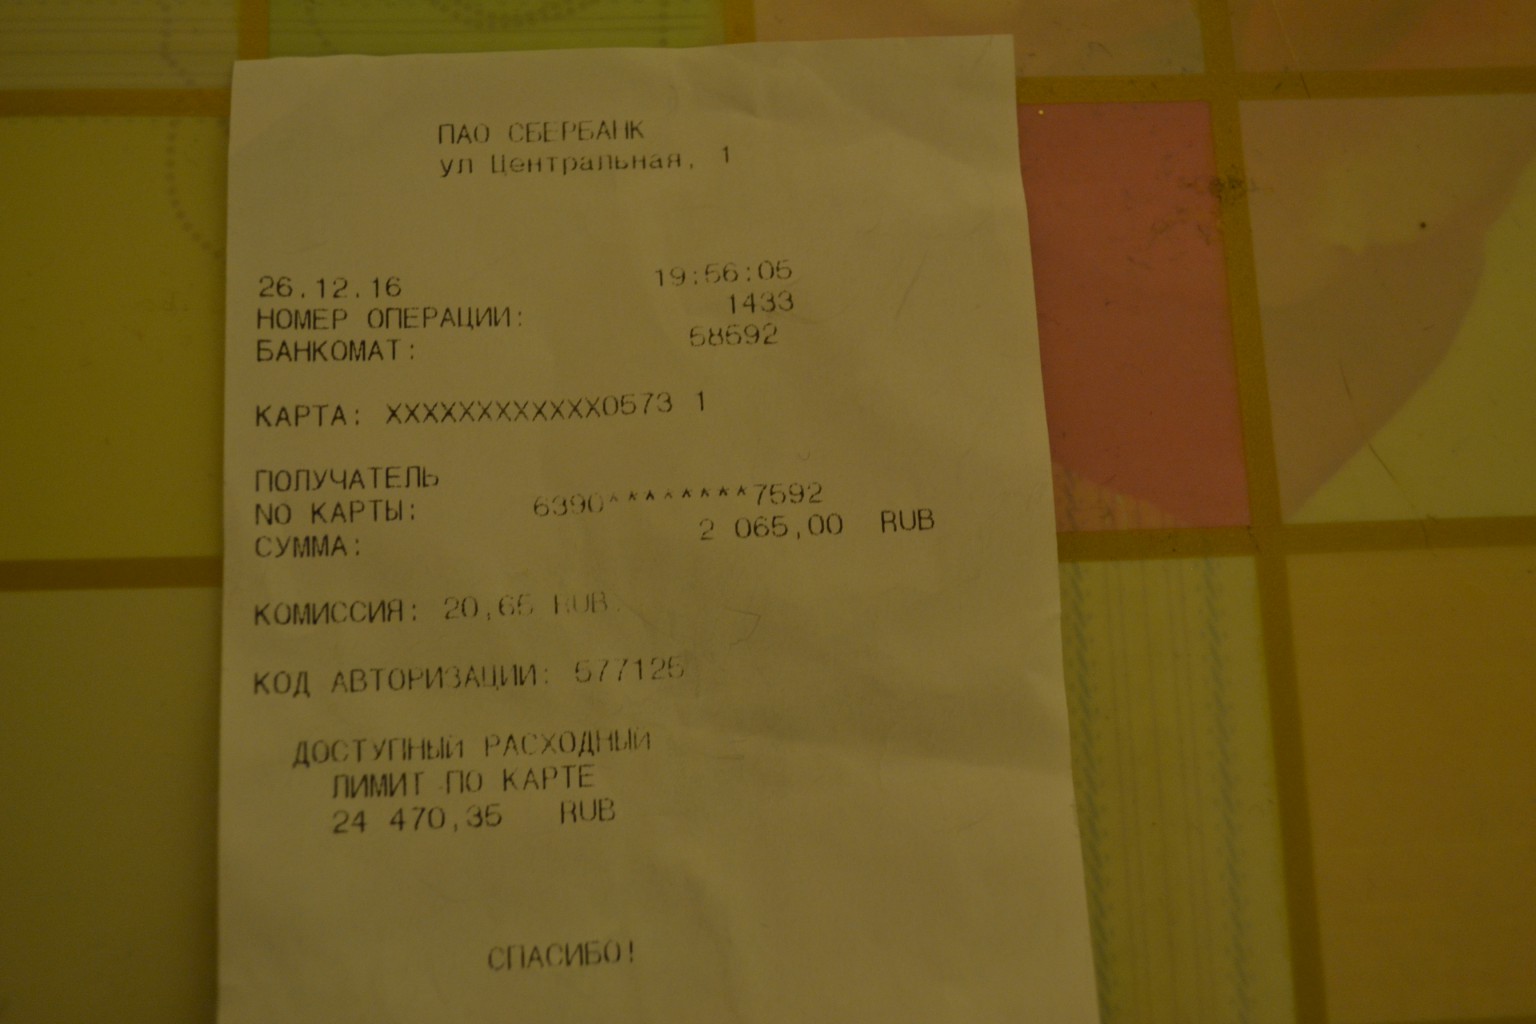 ПАО СБЕРБАНК
ул Центральная, 1
26.12.16 19:56:05
НОМЕР ОПЕРАЦИИ: 1433
БАНКОМАТ: 58592
КАРТА: XXXXXXXXXXXX0573 1
ПОЛУЧАТЕЛЬ
NO КАРТЫ: 6390********7592
СУММА: 2 065,00 RUB
КОМИССИЯ: 20,65 RUB.
КОД АВТОРИЗАЦИИ: 577125
ДОСТУПНЫЙ РАСХОДНЫЙ
ЛИМИТ ПО КАРТЕ
24 470,35 RUB
СПАСИБО!